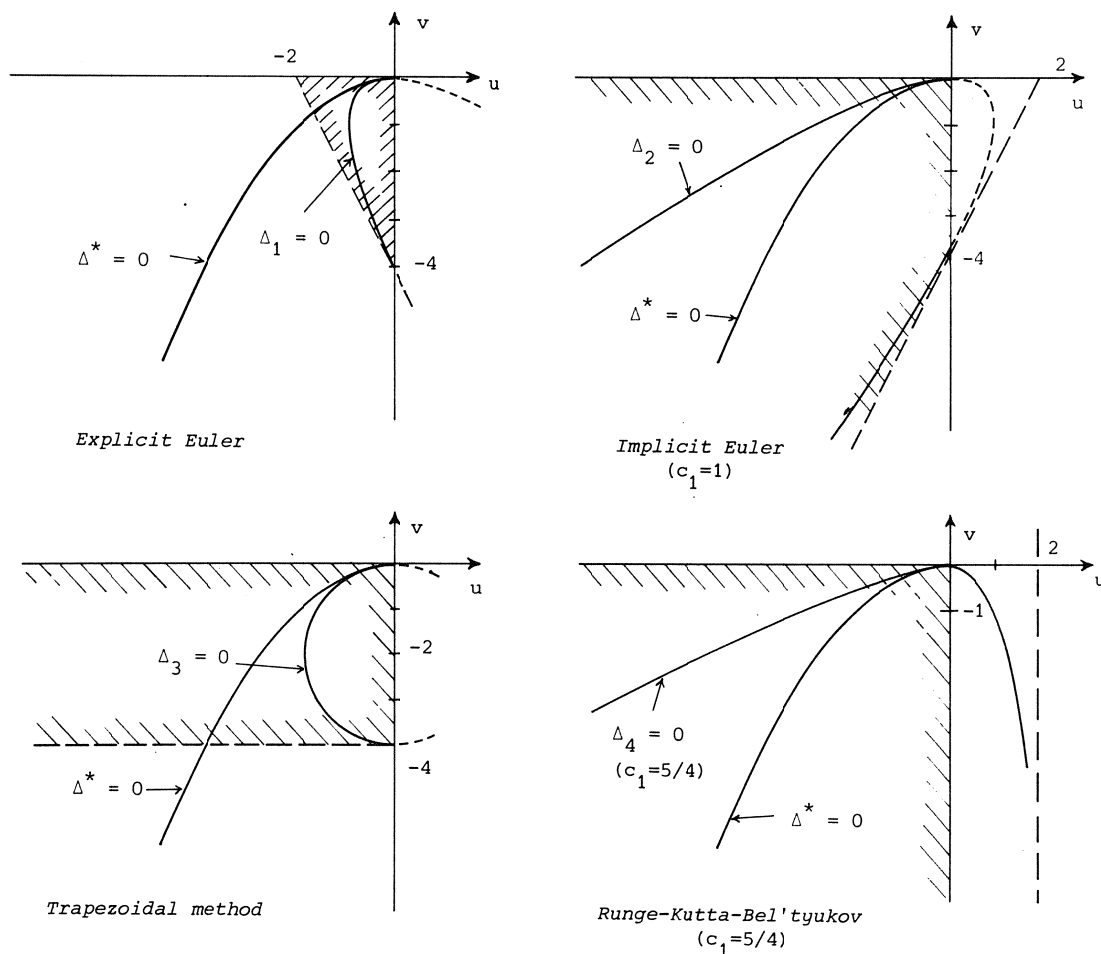 v
-2
u
Δ* = 0
Δ₁ = 0
-4
Explicit Euler
v
2
u
Δ₂ = 0
-4
Δ* = 0
Implicit Euler
(c₁=1)
v
u
-2
Δ₃ = 0
-4
Δ* = 0
Trapezoidal method
v
2
u
-1
Δ₄ = 0
(c₁=5/4)
Δ* = 0
Runge-Kutta-Bel'tyukov
(c₁=5/4)